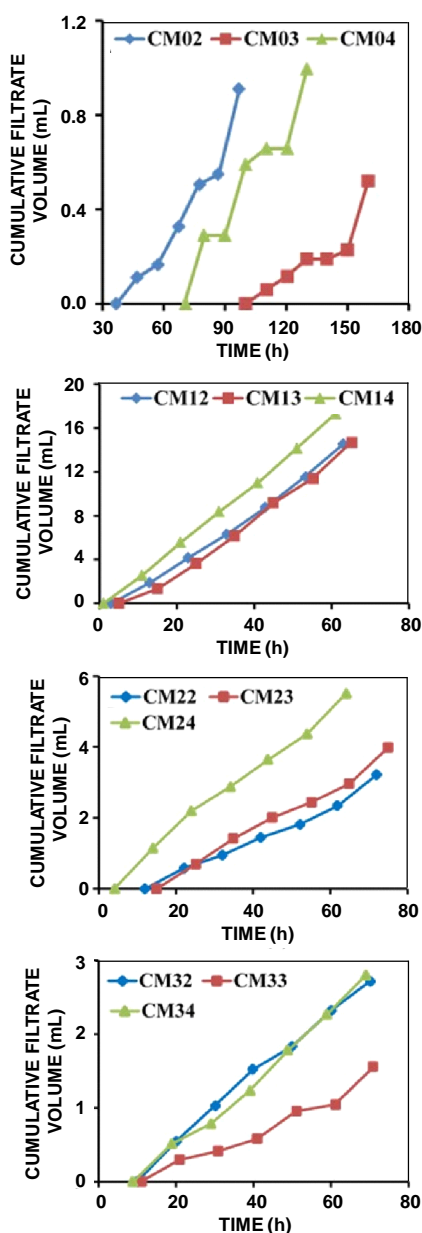 CUMULATIVE FILTRATE
VOLUME (mL)
1.2
0.8
0.4
0.0
CM02 CM03 CM04
30 60 90 120 150 180
TIME (h)
CUMULATIVE FILTRATE
VOLUME (mL)
20
16
12
8
4
0
CM12 CM13 CM14
0 20 40 60 80
TIME (h)
CUMULATIVE FILTRATE
VOLUME (mL)
6
4
2
0
CM22 CM23
CM24
0 20 40 60 80
TIME (h)
CUMULATIVE FILTRATE
VOLUME (mL)
3
2
1
0
CM32 CM33
CM34
0 20 40 60 80
TIME (h)